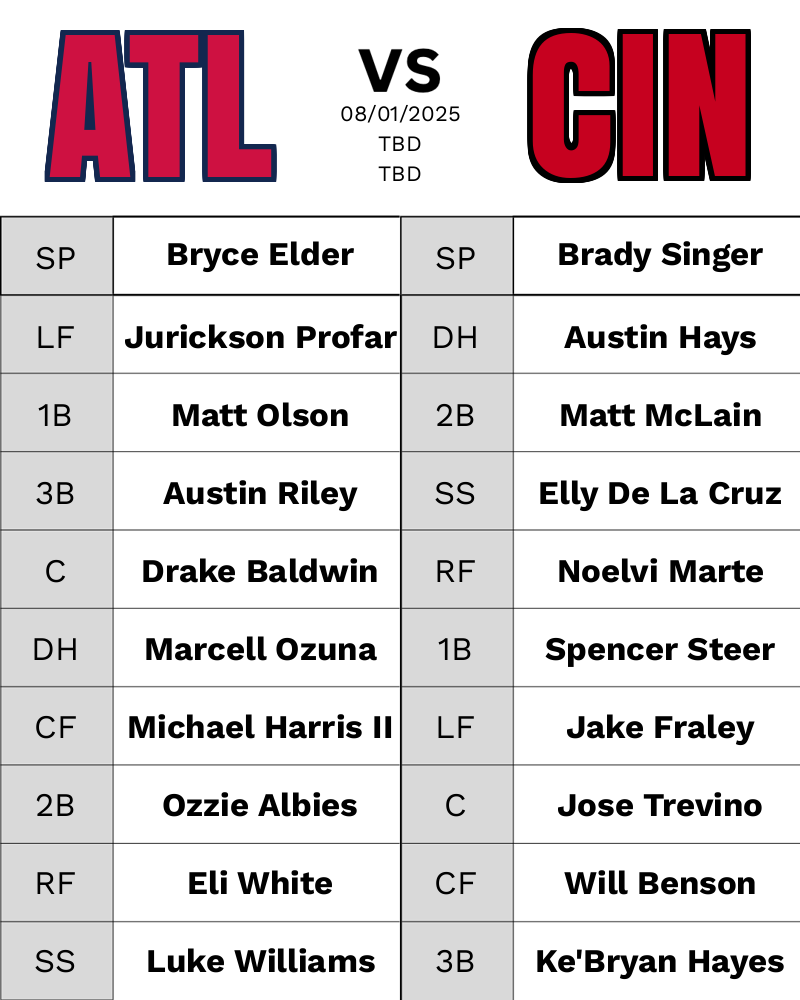 ATL VS CIN
08/01/2025
TBD
TBD
SP Bryce Elder SP Brady Singer
LF Jurickson Profar DH Austin Hays
1B Matt Olson 2B Matt McLain
3B Austin Riley SS Elly De La Cruz
C Drake Baldwin RF Noelvi Marte
DH Marcell Ozuna 1B Spencer Steer
CF Michael Harris II LF Jake Fraley
2B Ozzie Albies C Jose Trevino
RF Eli White CF Will Benson
SS Luke Williams 3B Ke'Bryan Hayes